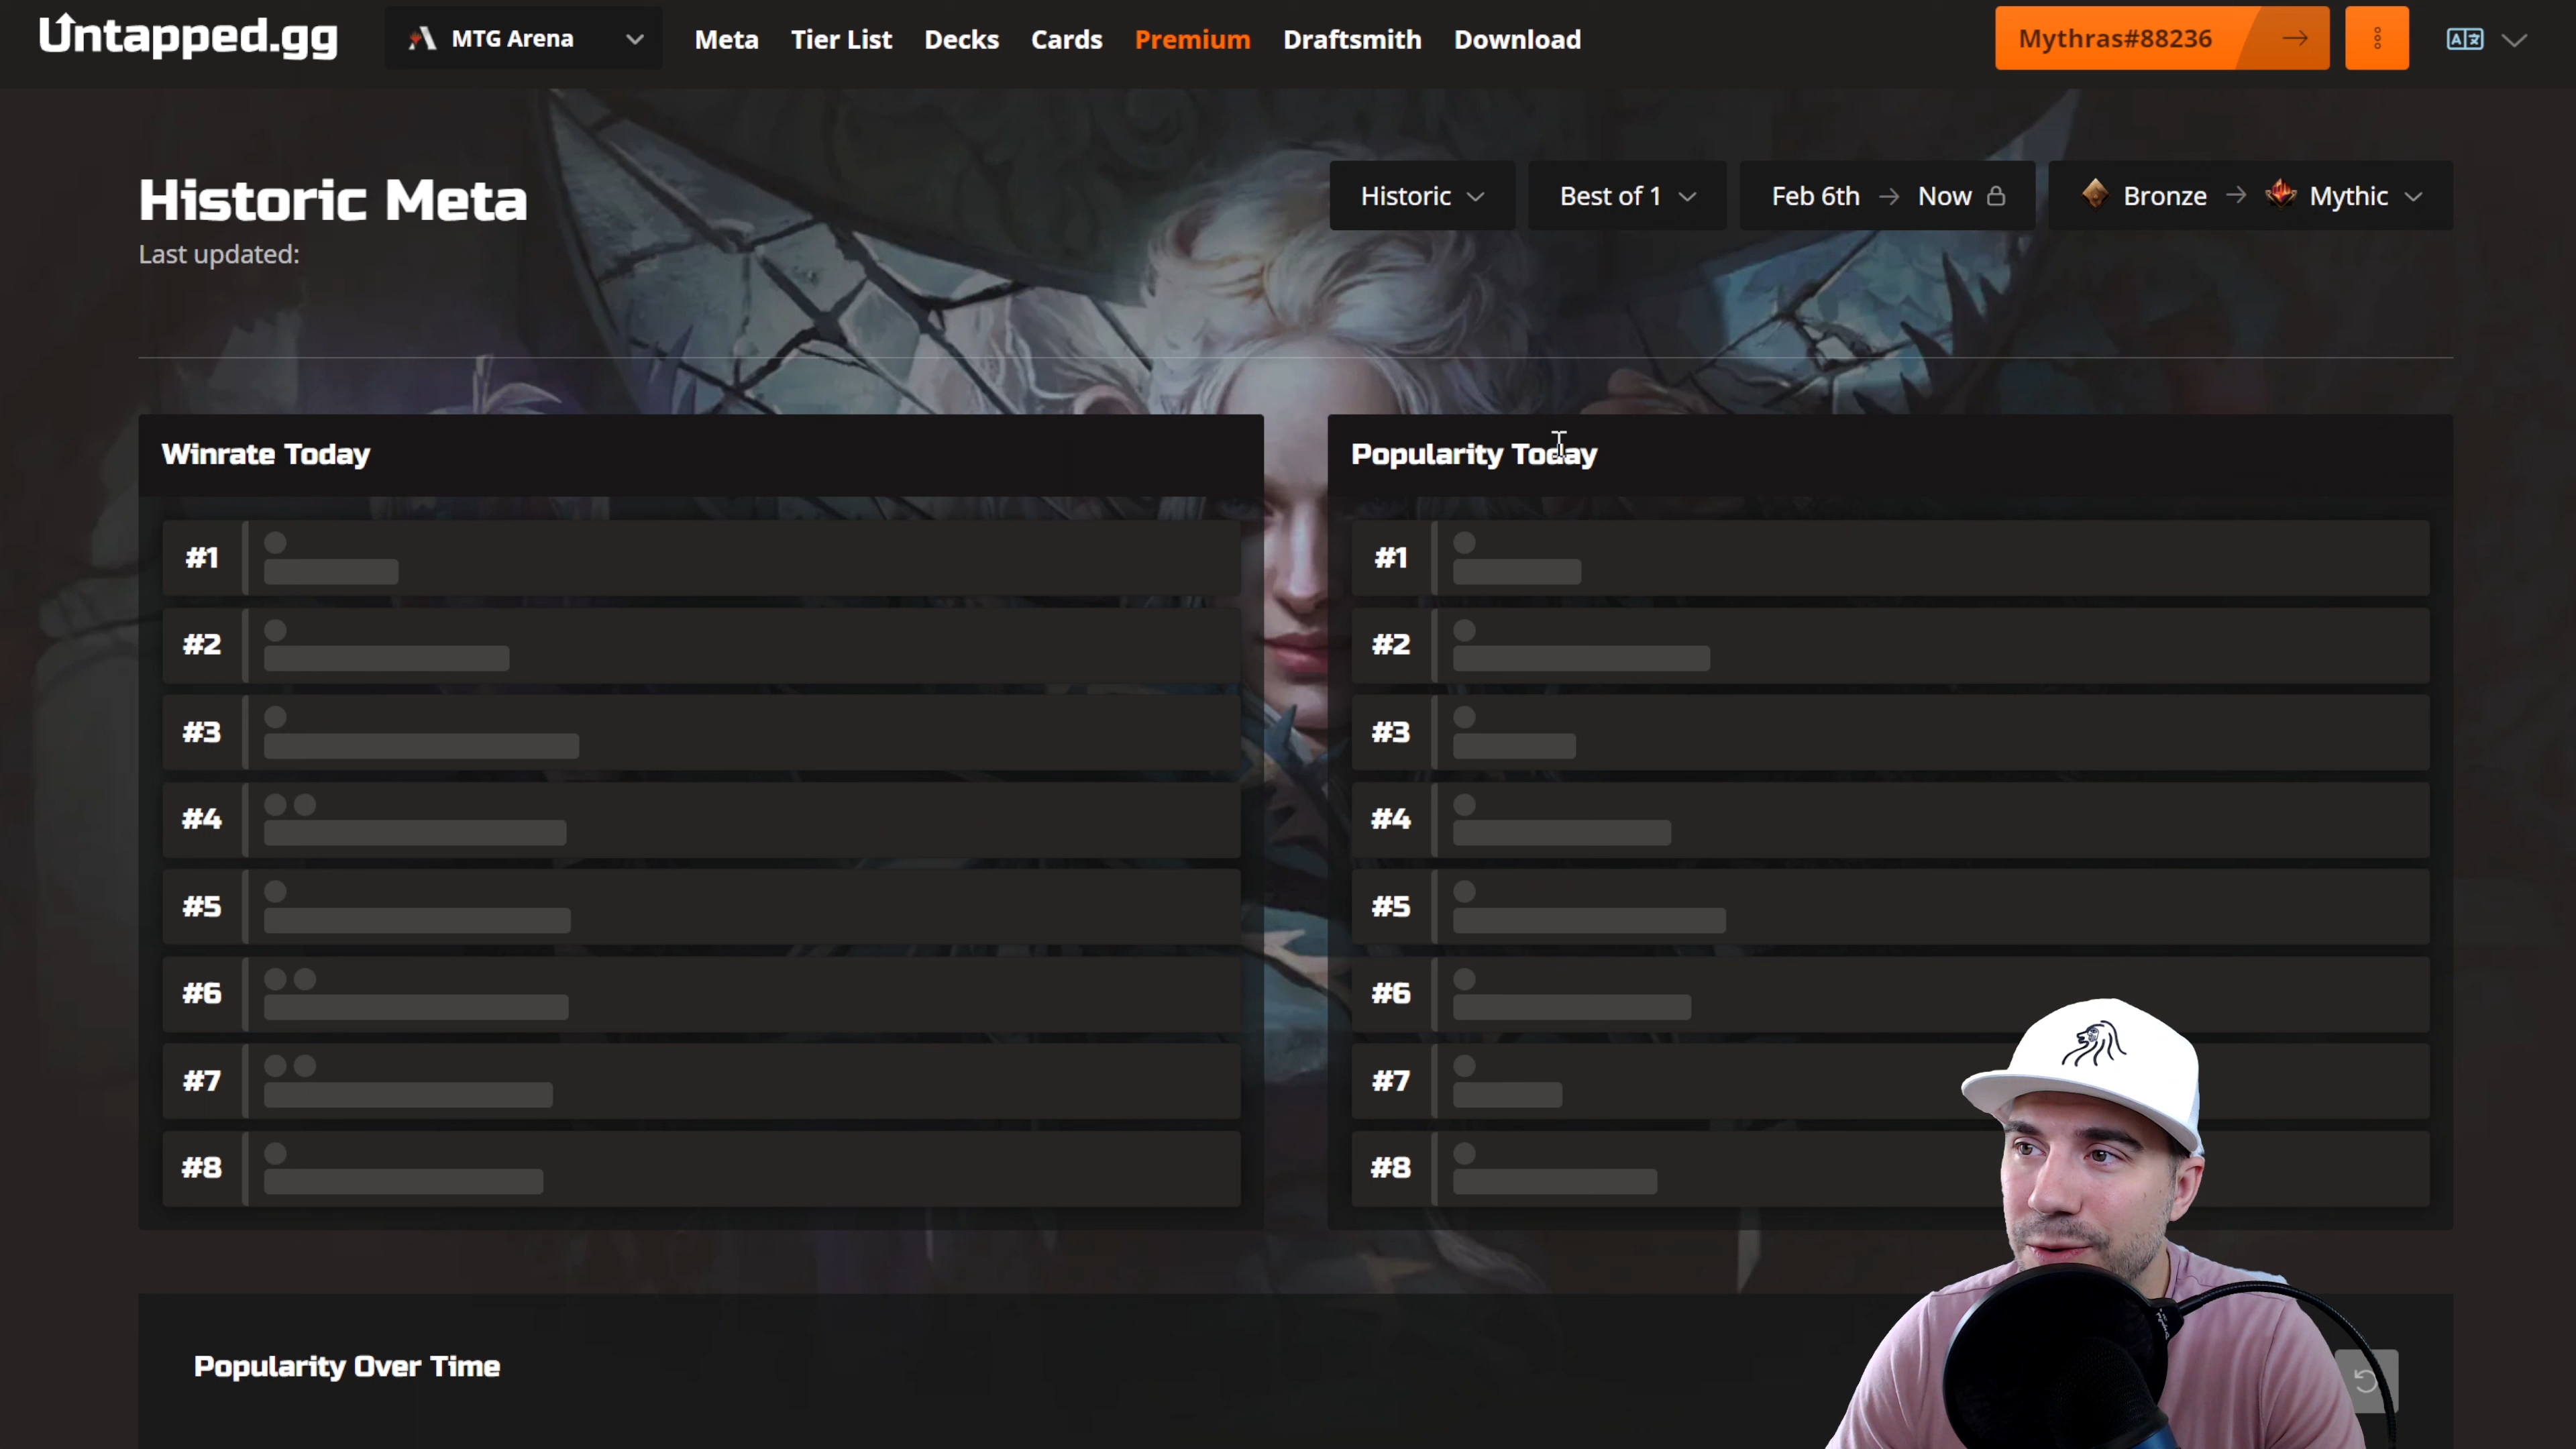 Untapped.gg
MTG Arena
Meta
Tier List
Decks
Cards
Premium
Draftsmith
Download
Mythras#88236
Historic Meta
Last updated:
Historic
Best of 1
Feb 6th → Now
Bronze → Mythic
Winrate Today
#1
#2
#3
#4
#5
#6
#7
#8
Popularity Today
#1
#2
#3
#4
#5
#6
#7
#8
Popularity Over Time